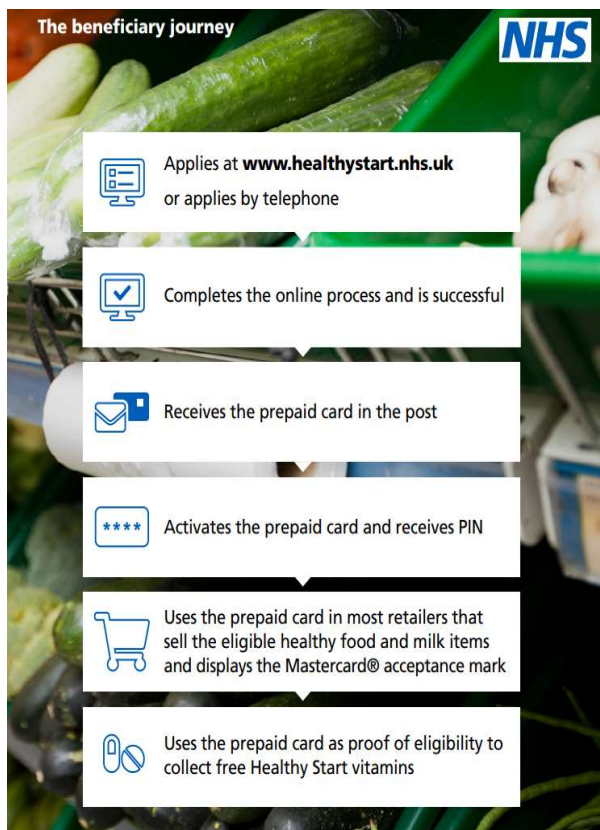 The beneficiary journey
NHS
Applies at www.healthystart.nhs.uk
or applies by telephone
Completes the online process and is successful
Receives the prepaid card in the post
****
Activates the prepaid card and receives PIN
Uses the prepaid card in most retailers that
sell the eligible healthy food and milk items
and displays the Mastercard® acceptance mark
Uses the prepaid card as proof of eligibility to
collect free Healthy Start vitamins